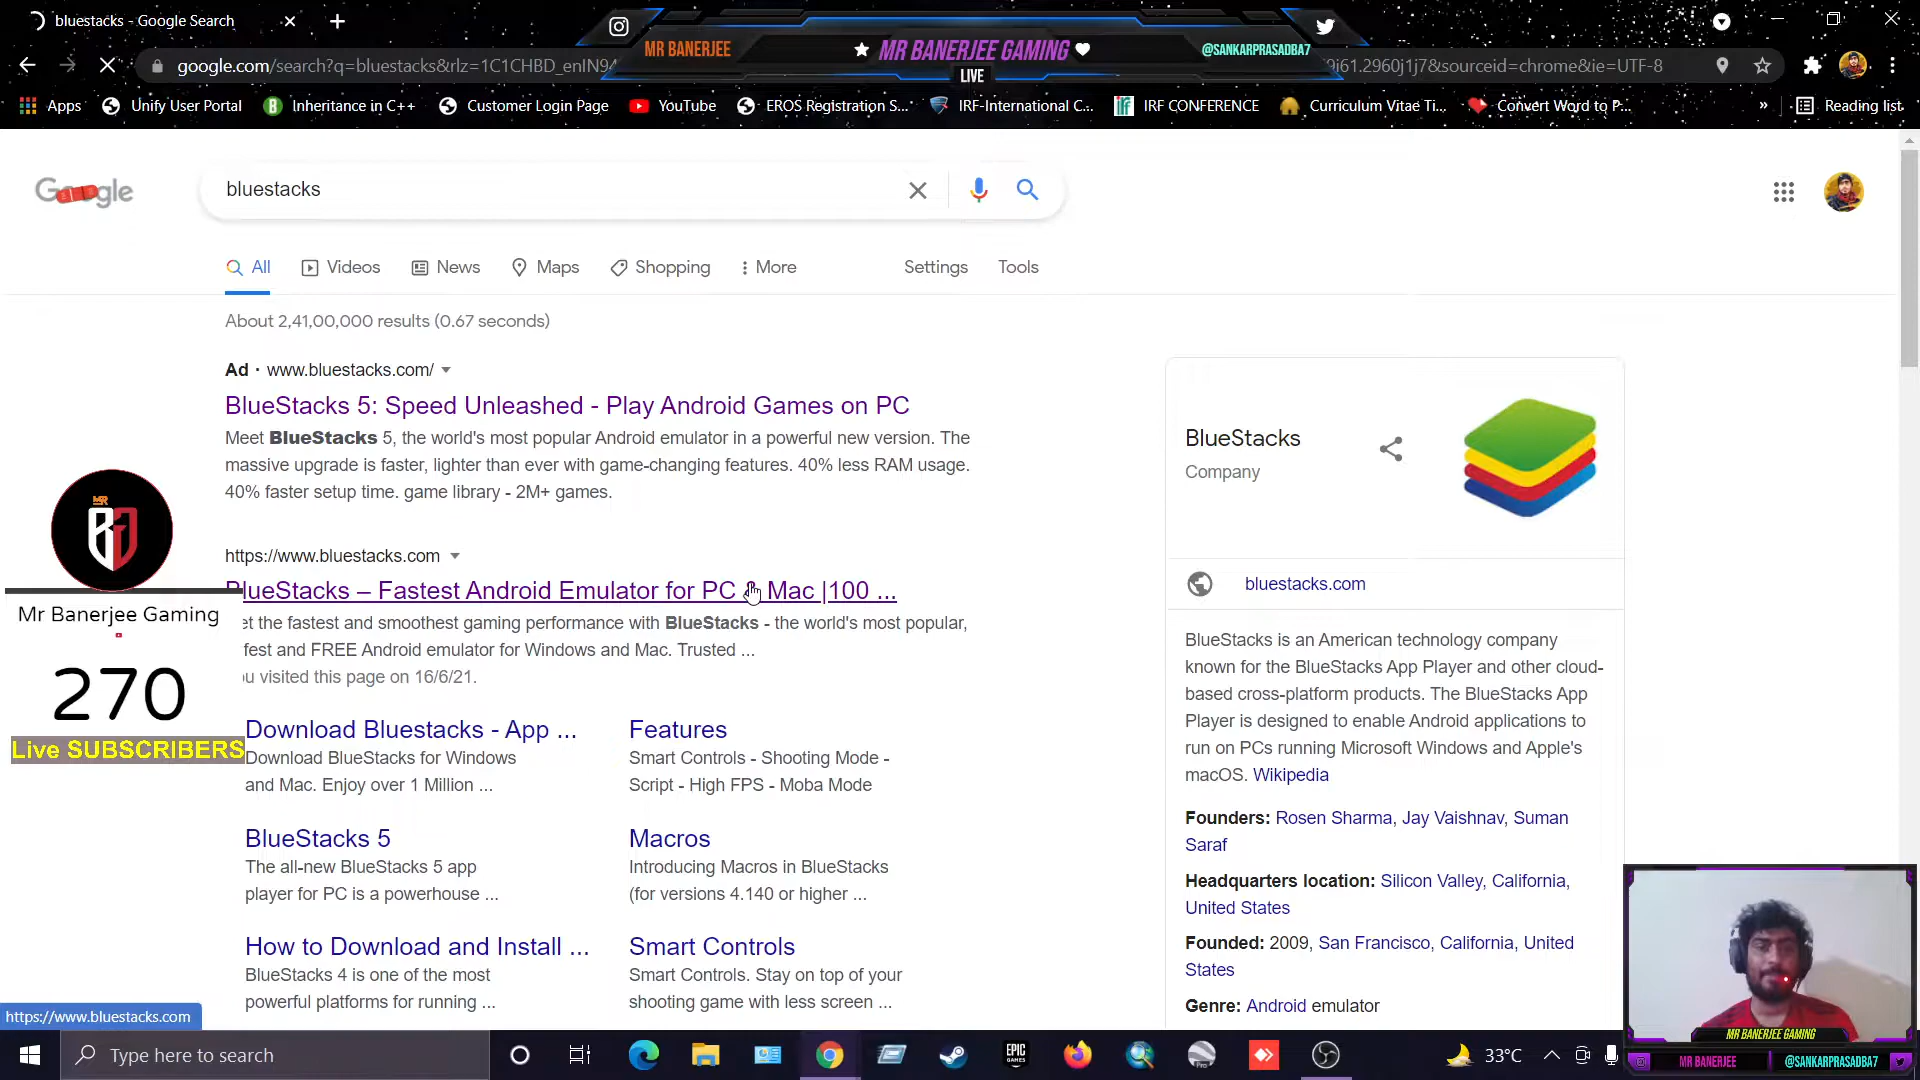 bluestacks - Google Search
MR BANERJEE
MR BANERJEE GAMING
@SANKARPRASADBA7
LIVE
google.com/search?q=bluestacks&rlz=1C1CHBD_enIN94
9i61.2960j1j7&sourceid=chrome&ie=UTF-8
Apps
Unify User Portal
Inheritance in C++
Customer Login Page
YouTube
EROS Registration S...
IRF-International C...
IRF CONFERENCE
Curriculum Vitae Ti...
Convert Word to P...
»
Reading list
Google
bluestacks
All
Videos
News
Maps
Shopping
More
Settings
Tools
About 2,41,00,000 results (0.67 seconds)
Ad · www.bluestacks.com/
BlueStacks 5: Speed Unleashed - Play Android Games on PC
Meet BlueStacks 5, the world's most popular Android emulator in a powerful new version. The
massive upgrade is faster, lighter than ever with game-changing features. 40% less RAM usage.
40% faster setup time. game library - 2M+ games.
https://www.bluestacks.com
BlueStacks – Fastest Android Emulator for PC & Mac |100 ...
et the fastest and smoothest gaming performance with BlueStacks - the world's most popular,
fest and FREE Android emulator for Windows and Mac. Trusted ...
ou visited this page on 16/6/21.
Download Bluestacks - App ...
Download BlueStacks for Windows
and Mac. Enjoy over 1 Million ...
Features
Smart Controls - Shooting Mode -
Script - High FPS - Moba Mode
BlueStacks 5
The all-new BlueStacks 5 app
player for PC is a powerhouse ...
Macros
Introducing Macros in BlueStacks
(for versions 4.140 or higher ...
How to Download and Install ...
BlueStacks 4 is one of the most
powerful platforms for running ...
Smart Controls
Smart Controls. Stay on top of your
shooting game with less screen ...
BlueStacks
Company
bluestacks.com
BlueStacks is an American technology company
known for the BlueStacks App Player and other cloud-
based cross-platform products. The BlueStacks App
Player is designed to enable Android applications to
run on PCs running Microsoft Windows and Apple's
macOS. Wikipedia
Founders: Rosen Sharma, Jay Vaishnav, Suman
Saraf
Headquarters location: Silicon Valley, California,
United States
Founded: 2009, San Francisco, California, United
States
Genre: Android emulator
MR
Mr Banerjee Gaming
270
Live SUBSCRIBERS
https://www.bluestacks.com
MR BANERJEE GAMING
MR BANERJEE
@SANKARPRASADBA7
Type here to search
EPIC
GAMES
Pro
33°C